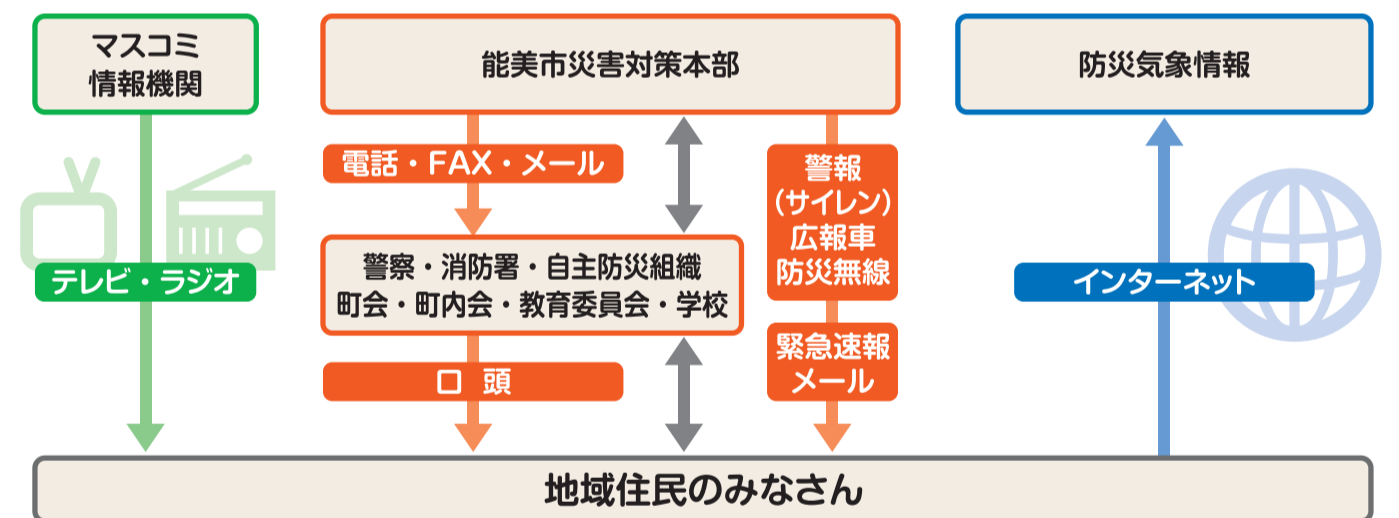 マスコミ
情報機関
能美市災害対策本部
防災気象情報
電話・FAX・メール
警報
(サイレン)
広報車
防災無線
テレビ・ラジオ
警察・消防署・自主防災組織
町会・町内会・教育委員会・学校
インターネット
緊急速報
メール
口 頭
地域住民のみなさん